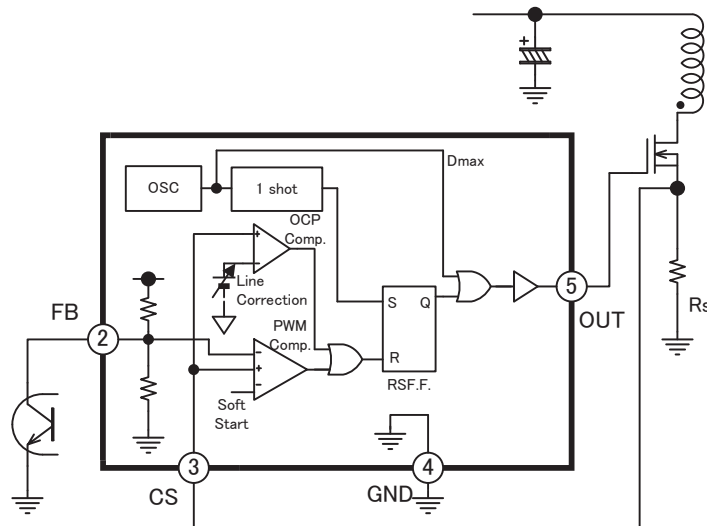 +
Dmax
OSC
1 shot
OCP
Comp.
+
−
Line
Correction
FB
2
PWM
Comp.
−
+
−
Soft
Start
S
Q
R
RSF.F.
5
OUT
Rs
3
CS
4
GND